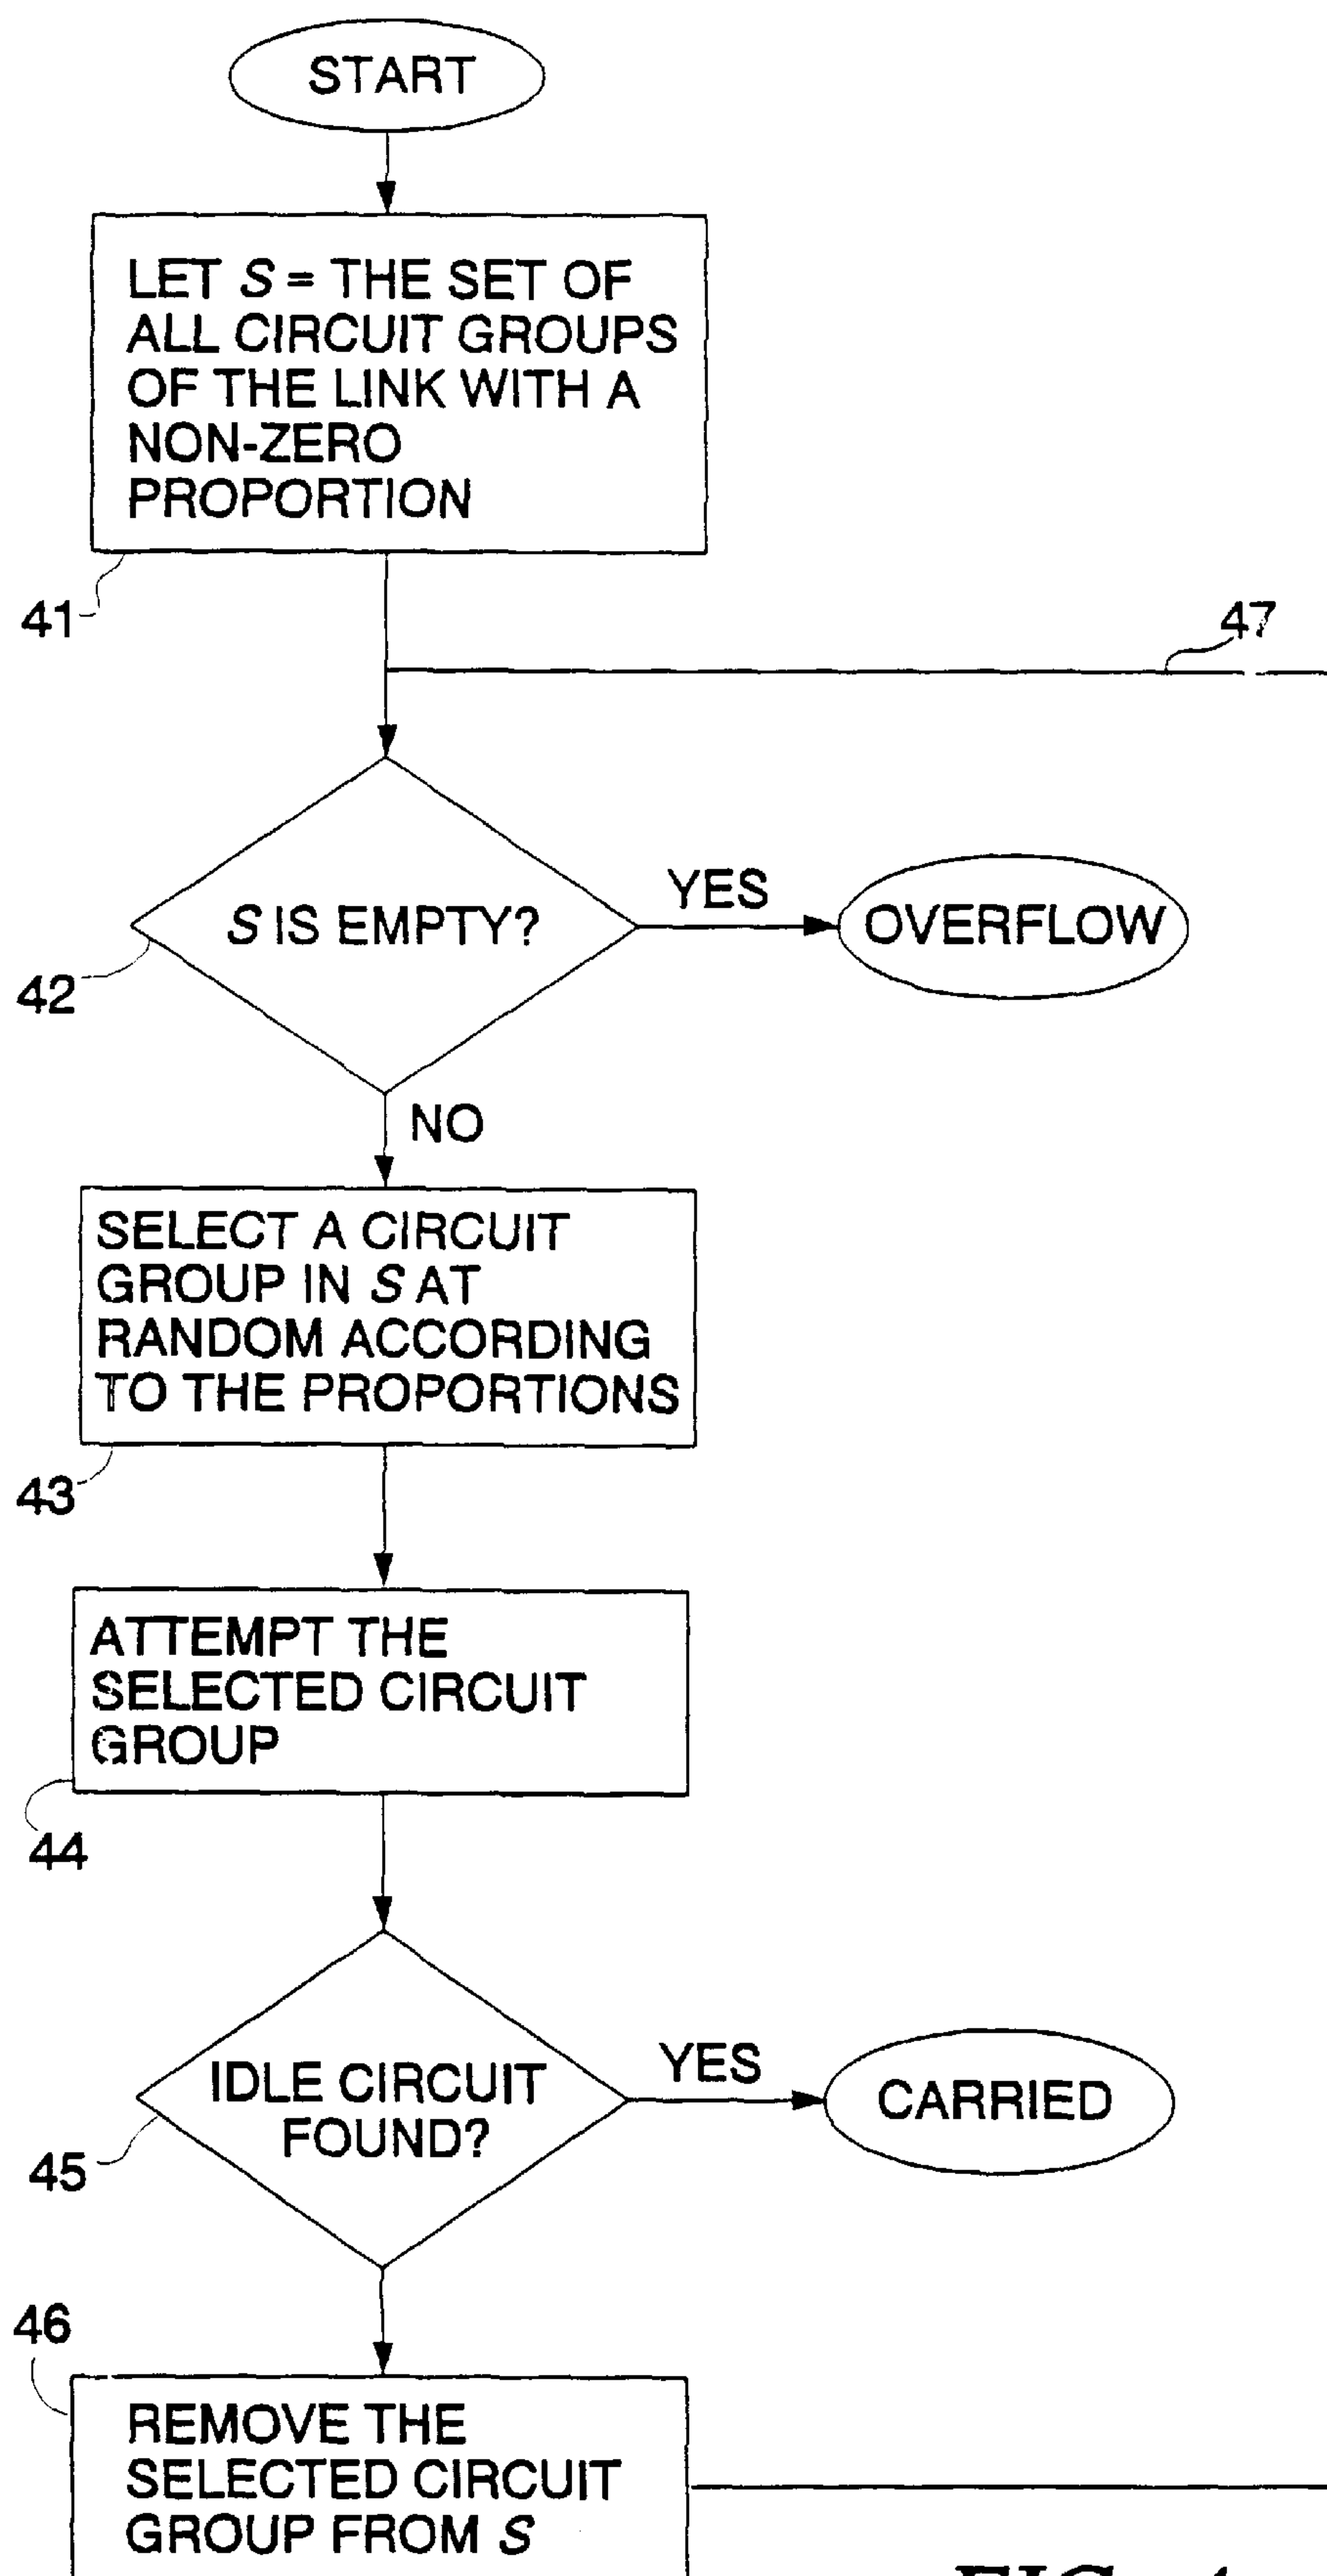 START
LET S = THE SET OF
ALL CIRCUIT GROUPS
OF THE LINK WITH A
NON-ZERO
PROPORTION
41
47
S IS EMPTY?
YES
OVERFLOW
42
NO
SELECT A CIRCUIT
GROUP IN S AT
RANDOM ACCORDING
TO THE PROPORTIONS
43
ATTEMPT THE
SELECTED CIRCUIT
GROUP
44
IDLE CIRCUIT
FOUND?
YES
CARRIED
45
46
REMOVE THE
SELECTED CIRCUIT
GROUP FROM S